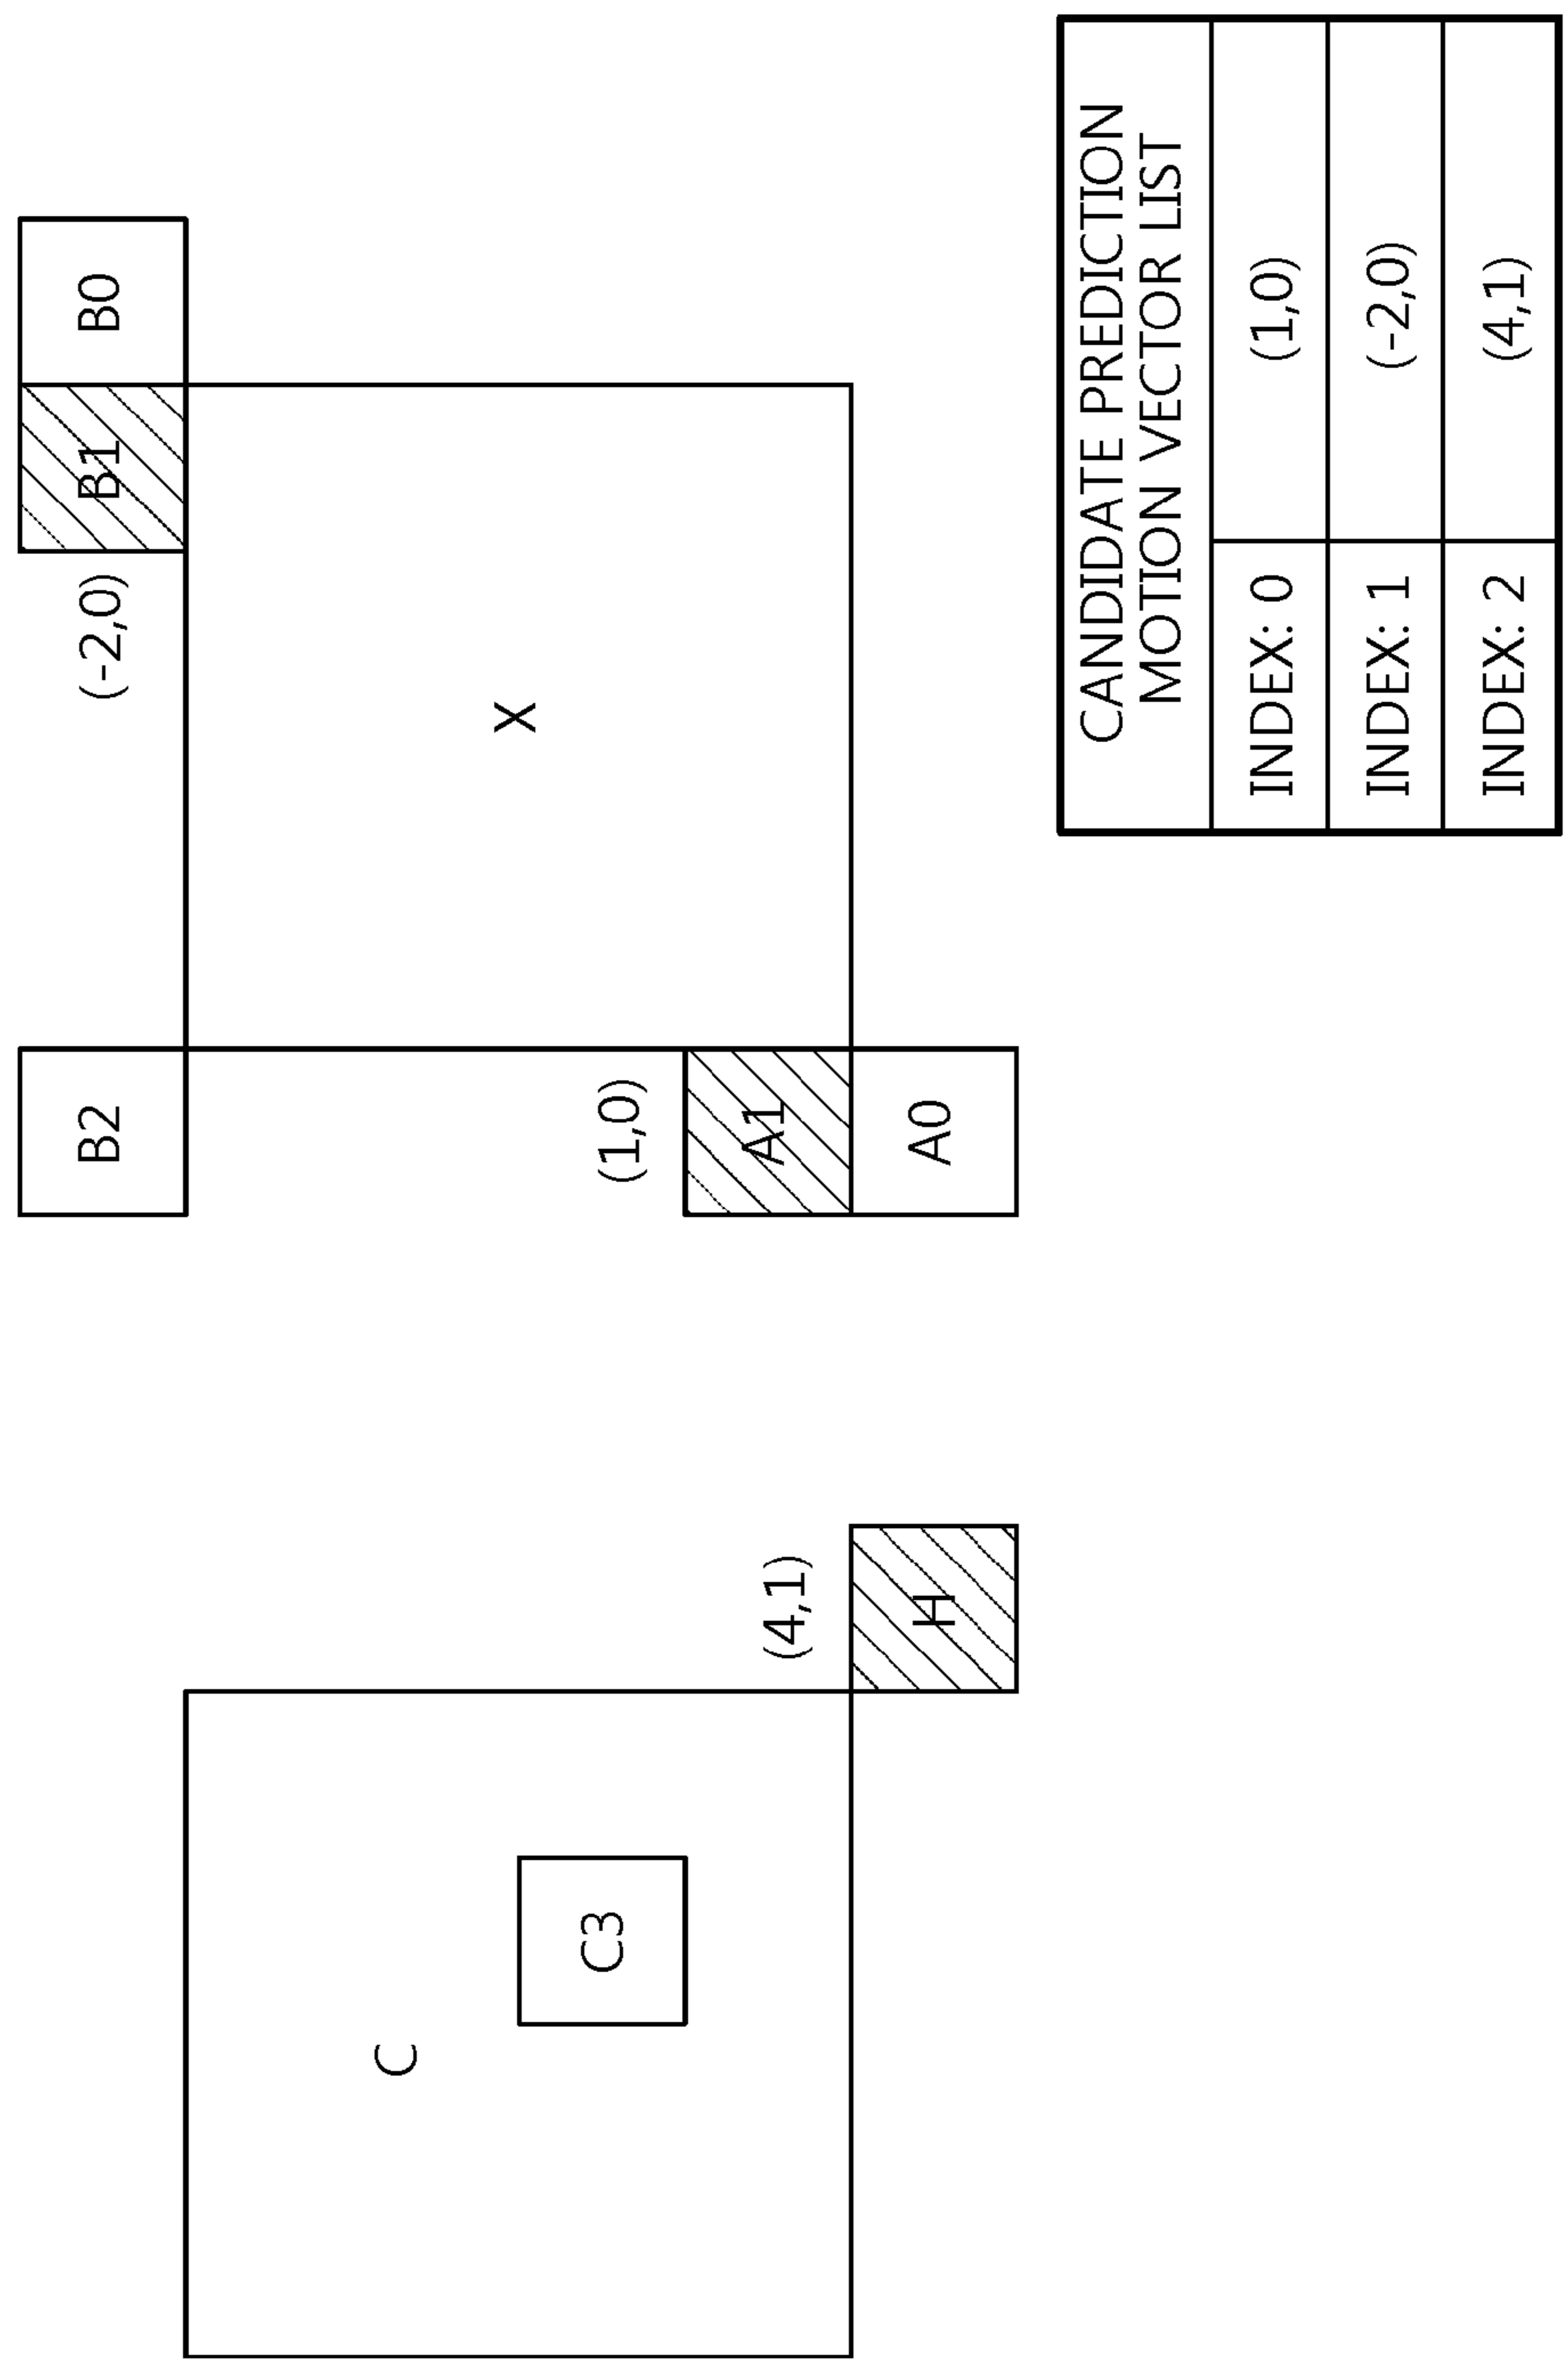 C
C3
(4,1)
H
B2
(-2,0)
B1
B0
X
(1,0)
A1
A0
CANDIDATE PREDICTION
MOTION VECTOR LIST
INDEX: 0 (1,0)
INDEX: 1 (-2,0)
INDEX: 2 (4,1)